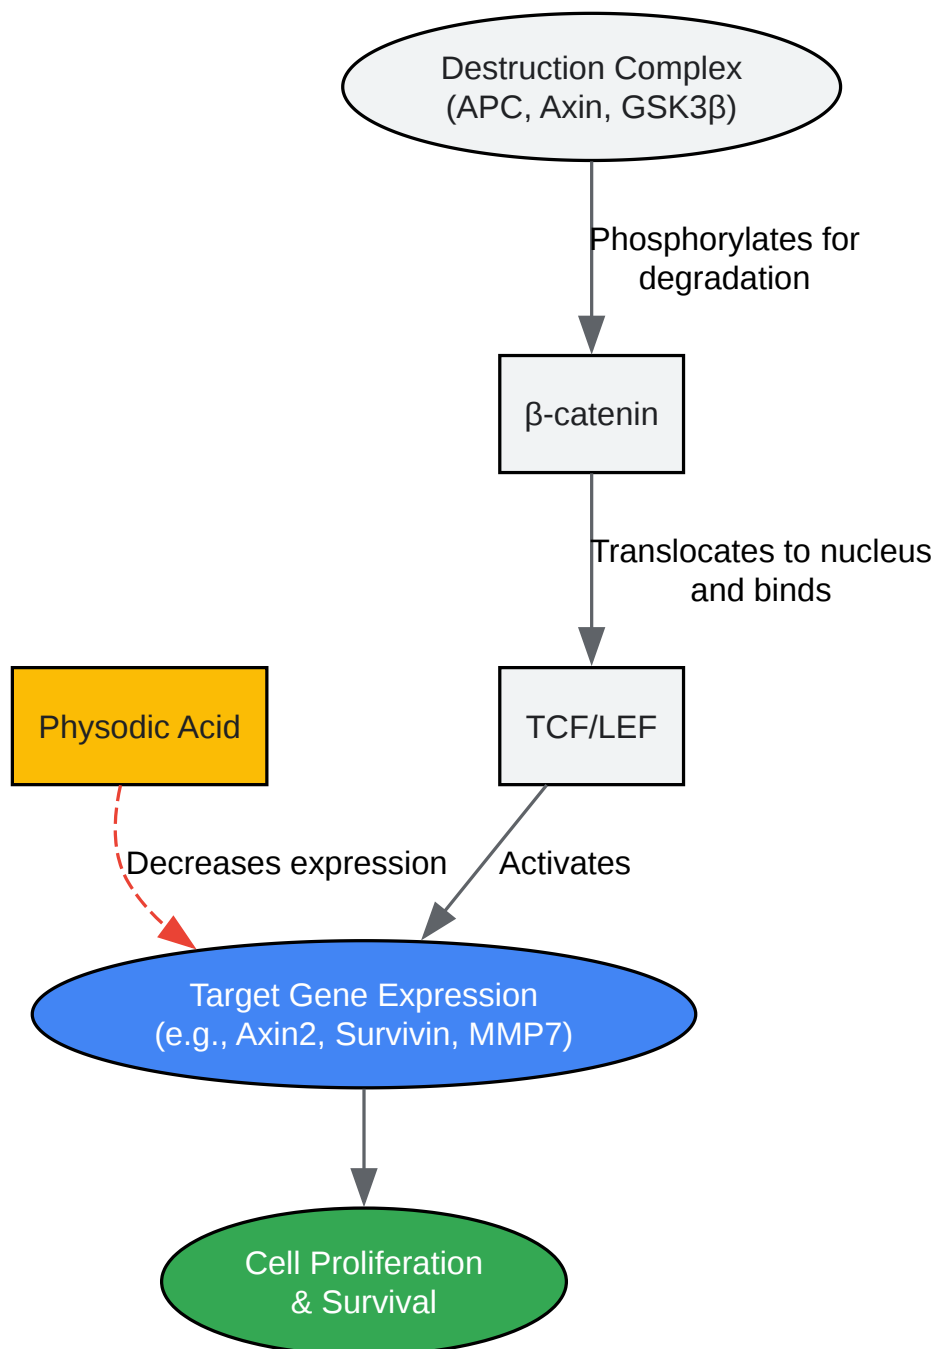 Destruction Complex
(APC, Axin, GSK3β)
Phosphorylates for
degradation
β-catenin
Translocates to nucleus
and binds
Physodic Acid
TCF/LEF
Decreases expression
Activates
Target Gene Expression
(e.g., Axin2, Survivin, MMP7)
Cell Proliferation
& Survival